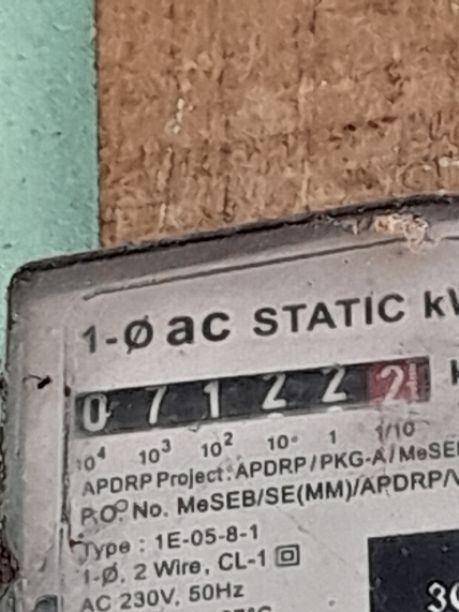 1-Ø ac STATIC
0 7 1 2 2 2
10⁴ 10³ 10² 10 1 1/10
APDRP Project: APDRP/PKG-A/MeSE
P.O. No. MeSEB/SE(MM)/APDRP/
Type : 1E-05-8-1
1-Ø, 2 Wire, CL-1
AC 230V, 50Hz